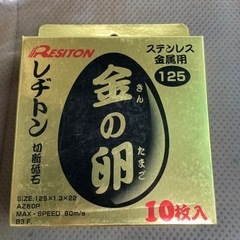 RESITON
ステンレス
金属用
125
レヂトン
切断砥石
金の卵
きん
たまご
SIZE:125×1.3×22
AZ60P
MAX・SPEED 80m/s
B3F.
10枚入